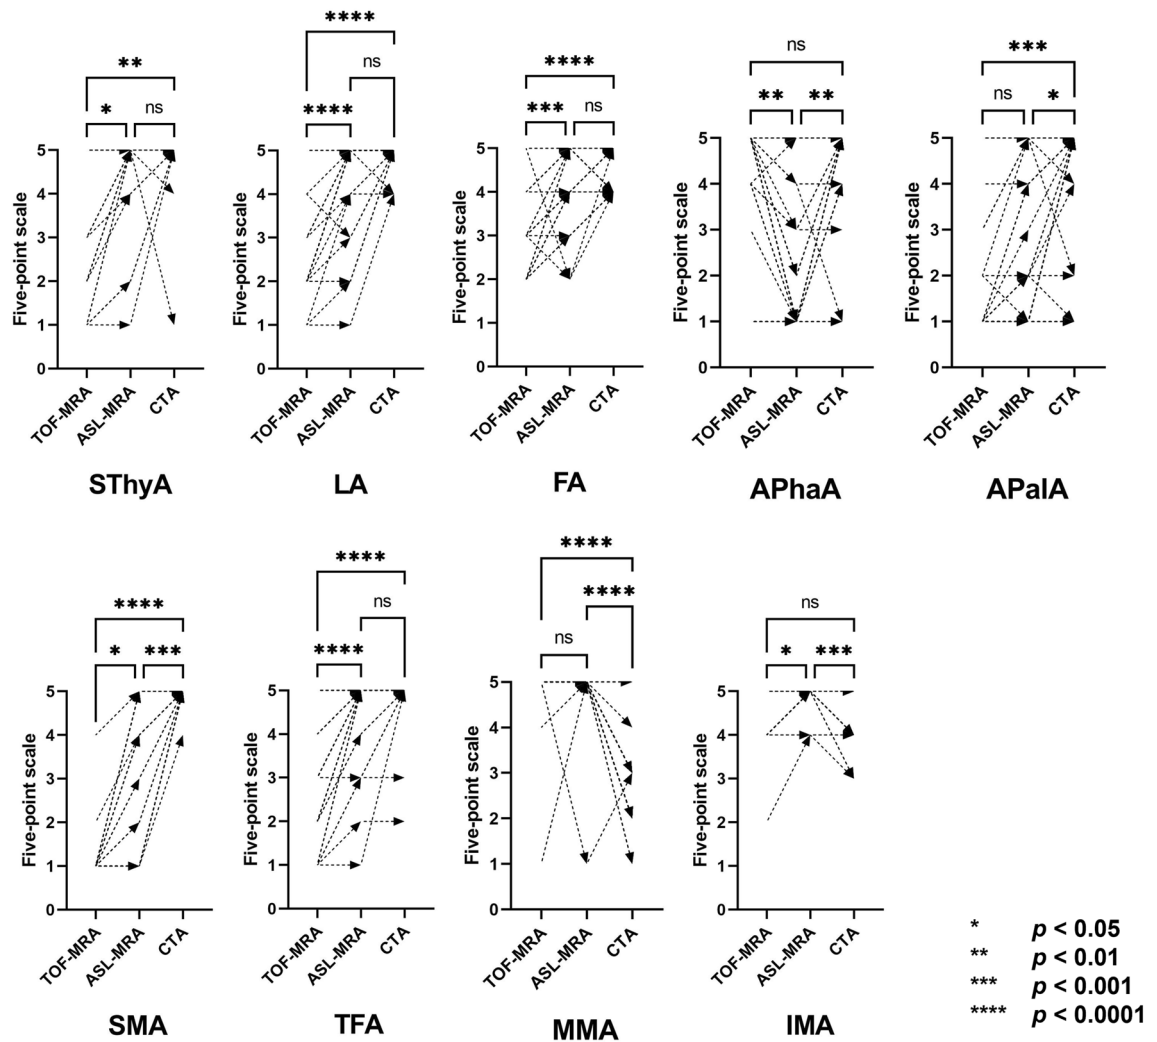 ** * ns
Five-point scale
5
4
3
2
1
0
TOF-MRA
ASL-MRA
CTA
SThyA
**** ns ****
Five-point scale
5
4
3
2
1
0
TOF-MRA
ASL-MRA
CTA
LA
**** *** ns
Five-point scale
5
4
3
2
1
0
TOF-MRA
ASL-MRA
CTA
FA
ns ** **
Five-point scale
5
4
3
2
1
0
TOF-MRA
ASL-MRA
CTA
APhaA
*** ns *
Five-point scale
5
4
3
2
1
0
TOF-MRA
ASL-MRA
CTA
APalA
**** * ***
Five-point scale
5
4
3
2
1
0
TOF-MRA
ASL-MRA
CTA
SMA
**** ns ****
Five-point scale
5
4
3
2
1
0
TOF-MRA
ASL-MRA
CTA
TFA
**** **** ns
Five-point scale
5
4
3
2
1
0
TOF-MRA
ASL-MRA
CTA
MMA
ns * ***
Five-point scale
5
4
3
2
1
0
TOF-MRA
ASL-MRA
CTA
IMA
* p < 0.05
** p < 0.01
*** p < 0.001
**** p < 0.0001